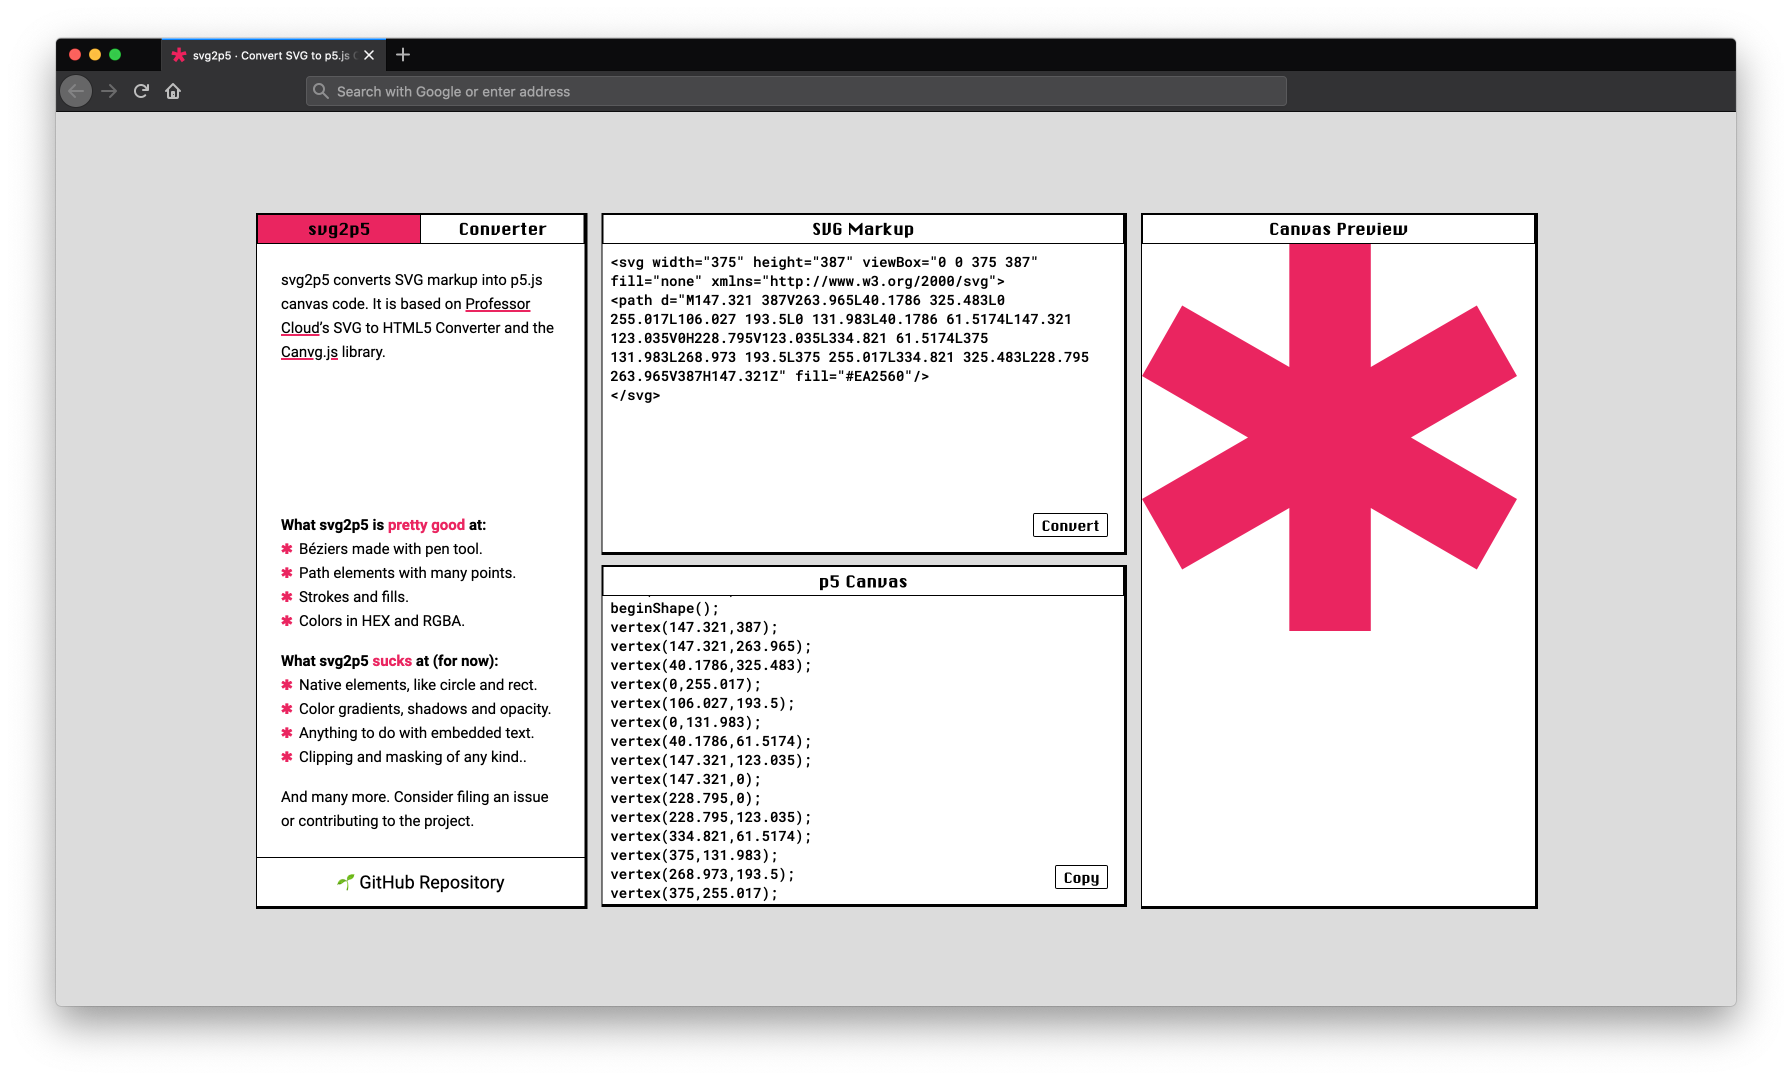 svg2p5 · Convert SVG to p5.js
Search with Google or enter address
svg2p5
Converter
svg2p5 converts SVG markup into p5.js
canvas code. It is based on Professor
Cloud's SVG to HTML5 Converter and the
Canvg.js library.
What svg2p5 is pretty good at:
✱ Béziers made with pen tool.
✱ Path elements with many points.
✱ Strokes and fills.
✱ Colors in HEX and RGBA.
What svg2p5 sucks at (for now):
✱ Native elements, like circle and rect.
✱ Color gradients, shadows and opacity.
✱ Anything to do with embedded text.
✱ Clipping and masking of any kind..
And many more. Consider filing an issue
or contributing to the project.
GitHub Repository
SVG Markup
<svg width="375" height="387" viewBox="0 0 375 387"
fill="none" xmlns="http://www.w3.org/2000/svg">
<path d="M147.321 387V263.965L40.1786 325.483L0
255.017L106.027 193.5L0 131.983L40.1786 61.5174L147.321
123.035V0H228.795V123.035L334.821 61.5174L375
131.983L268.973 193.5L375 255.017L334.821 325.483L228.795
263.965V387H147.321Z" fill="#EA2560"/>
</svg>
Convert
p5 Canvas
beginShape();
vertex(147.321,387);
vertex(147.321,263.965);
vertex(40.1786,325.483);
vertex(0,255.017);
vertex(106.027,193.5);
vertex(0,131.983);
vertex(40.1786,61.5174);
vertex(147.321,123.035);
vertex(147.321,0);
vertex(228.795,0);
vertex(228.795,123.035);
vertex(334.821,61.5174);
vertex(375,131.983);
vertex(268.973,193.5);
vertex(375,255.017);
Copy
Canvas Preview